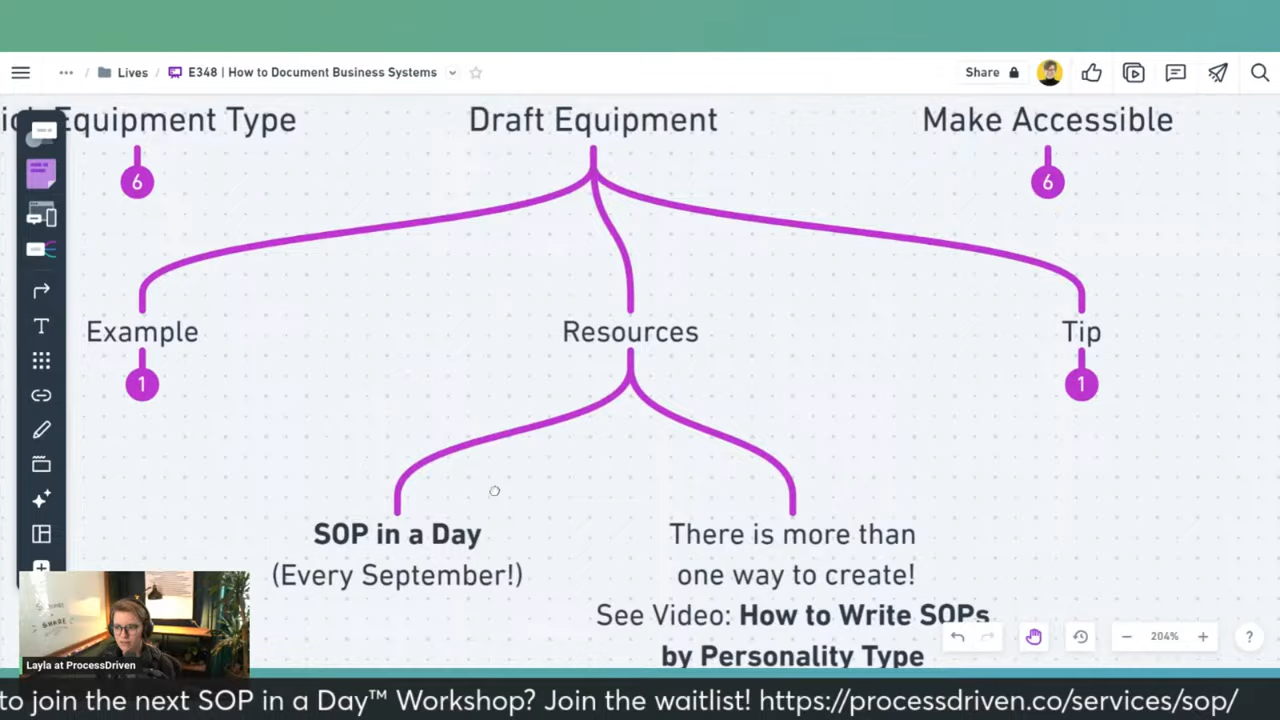 ... / Lives / E348 | How to Document Business Systems
Share
Equipment Type
Draft Equipment
Make Accessible
6
6
Example
Resources
Tip
1
1
SOP in a Day
(Every September!)
There is more than
one way to create!
See Video: How to Write SOPs
by Personality Type
T
204%
?
SHARE
Layla at ProcessDriven
to join the next SOP in a Day™ Workshop? Join the waitlist! https://processdriven.co/services/sop/